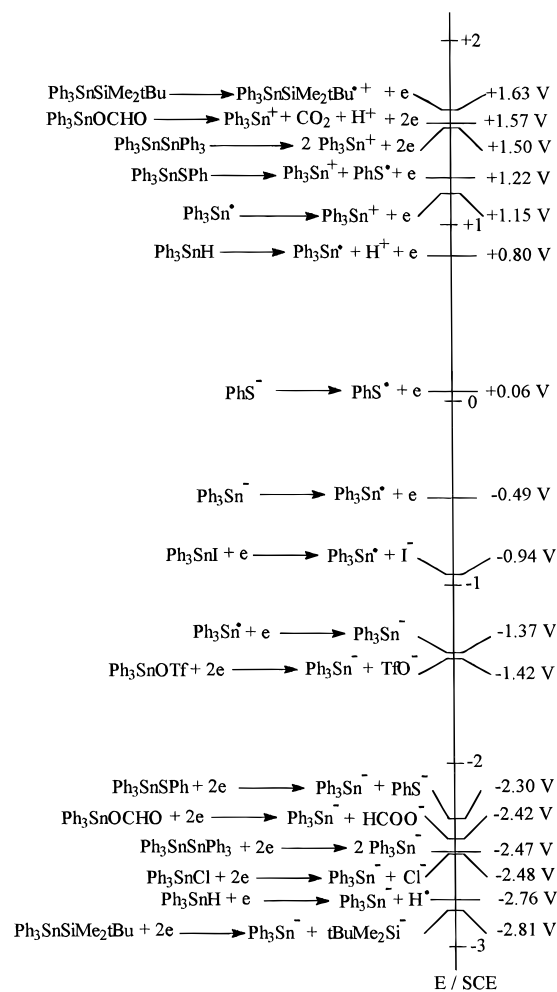 +2
Ph₃SnSiMe₂tBu ⟶ Ph₃SnSiMe₂tBu•⁺ + e +1.63 V
Ph₃SnOCHO ⟶ Ph₃Sn⁺ + CO₂ + H⁺ + 2e +1.57 V
Ph₃SnSnPh₃ ⟶ 2 Ph₃Sn⁺ + 2e +1.50 V
Ph₃SnSPh ⟶ Ph₃Sn⁺ + PhS• + e +1.22 V
Ph₃Sn• ⟶ Ph₃Sn⁺ + e +1.15 V
+1
Ph₃SnH ⟶ Ph₃Sn• + H⁺ + e +0.80 V
PhS⁻ ⟶ PhS• + e +0.06 V
0
Ph₃Sn⁻ ⟶ Ph₃Sn• + e -0.49 V
Ph₃SnI + e ⟶ Ph₃Sn• + I⁻ -0.94 V
-1
Ph₃Sn• + e ⟶ Ph₃Sn⁻ -1.37 V
Ph₃SnOTf + 2e ⟶ Ph₃Sn⁻ + TfO⁻ -1.42 V
-2
Ph₃SnSPh + 2e ⟶ Ph₃Sn⁻ + PhS⁻ -2.30 V
Ph₃SnOCHO + 2e ⟶ Ph₃Sn⁻ + HCOO⁻ -2.42 V
Ph₃SnSnPh₃ + 2e ⟶ 2 Ph₃Sn⁻ -2.47 V
Ph₃SnCl + 2e ⟶ Ph₃Sn⁻ + Cl⁻ -2.48 V
Ph₃SnH + e ⟶ Ph₃Sn⁻ + H• -2.76 V
Ph₃SnSiMe₂tBu + 2e ⟶ Ph₃Sn⁻ + tBuMe₂Si⁻ -2.81 V
-3
E / SCE